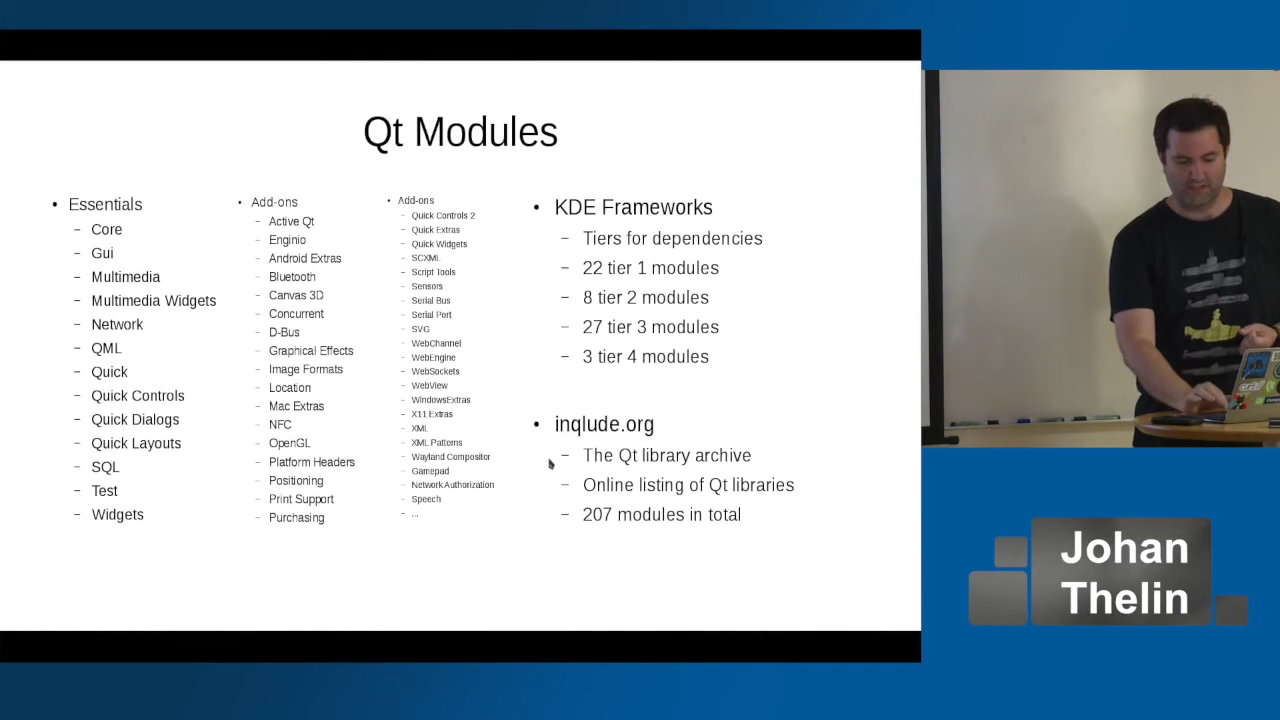 Qt Modules
Essentials
Core
Gui
Multimedia
Multimedia Widgets
Network
QML
Quick
Quick Controls
Quick Dialogs
Quick Layouts
SQL
Test
Widgets
Add-ons
Active Qt
Enginio
Android Extras
Bluetooth
Canvas 3D
Concurrent
D-Bus
Graphical Effects
Image Formats
Location
Mac Extras
NFC
OpenGL
Platform Headers
Positioning
Print Support
Purchasing
Add-ons
Quick Controls 2
Quick Extras
Quick Widgets
SCXML
Script Tools
Sensors
Serial Bus
Serial Port
SVG
WebChannel
WebEngine
WebSockets
WebView
WindowsExtras
X11 Extras
XML
XML Patterns
Wayland Compositor
Gamepad
Network Authorization
Speech
...
KDE Frameworks
Tiers for dependencies
22 tier 1 modules
8 tier 2 modules
27 tier 3 modules
3 tier 4 modules
inqlude.org
The Qt library archive
Online listing of Qt libraries
207 modules in total
Johan
Thelin